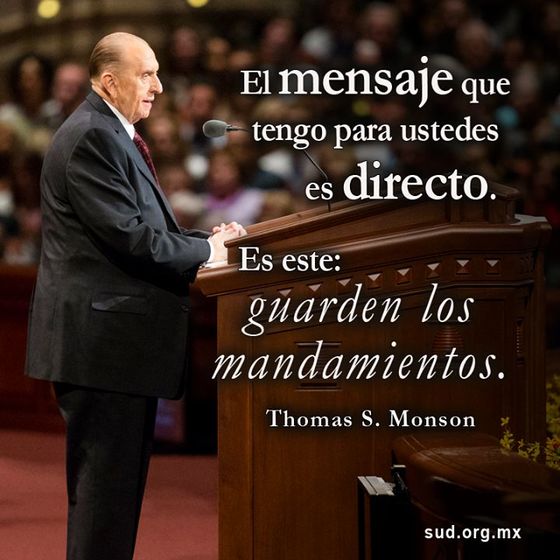 El mensaje que
tengo para ustedes
es directo.
Es este:
guarden los
mandamientos.
Thomas S. Monson
sud.org.mx